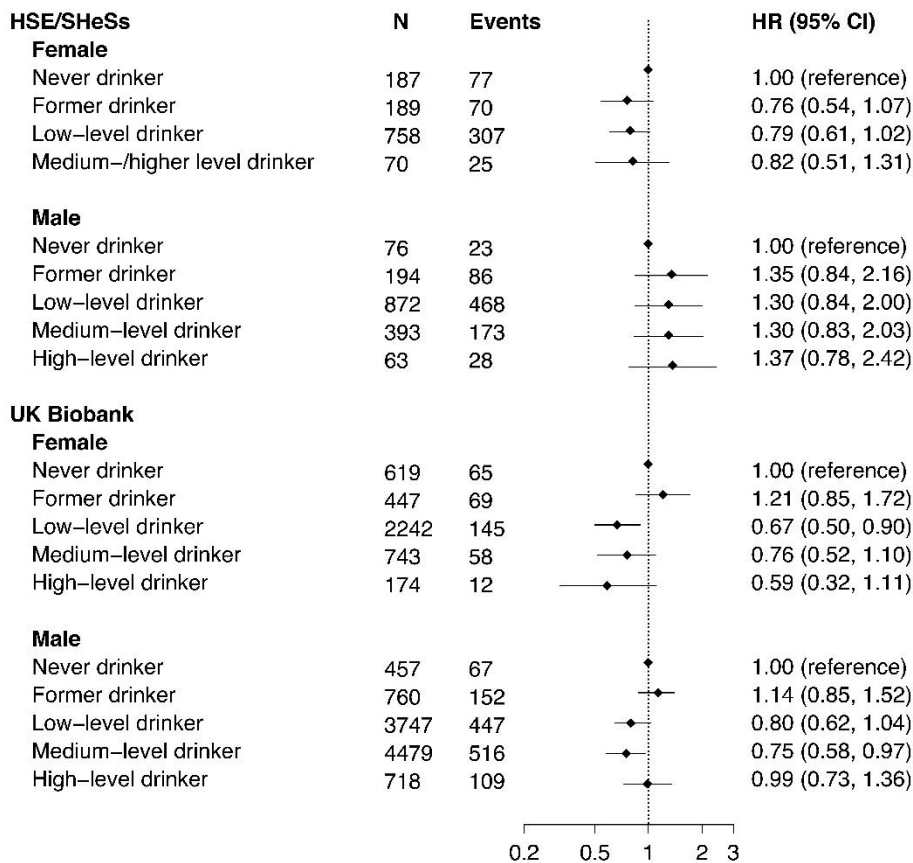 HSE/SHeSs N Events HR (95% CI)
Female
Never drinker 187 77 1.00 (reference)
Former drinker 189 70 0.76 (0.54, 1.07)
Low−level drinker 758 307 0.79 (0.61, 1.02)
Medium−/higher level drinker 70 25 0.82 (0.51, 1.31)
Male
Never drinker 76 23 1.00 (reference)
Former drinker 194 86 1.35 (0.84, 2.16)
Low−level drinker 872 468 1.30 (0.84, 2.00)
Medium−level drinker 393 173 1.30 (0.83, 2.03)
High−level drinker 63 28 1.37 (0.78, 2.42)
UK Biobank
Female
Never drinker 619 65 1.00 (reference)
Former drinker 447 69 1.21 (0.85, 1.72)
Low−level drinker 2242 145 0.67 (0.50, 0.90)
Medium−level drinker 743 58 0.76 (0.52, 1.10)
High−level drinker 174 12 0.59 (0.32, 1.11)
Male
Never drinker 457 67 1.00 (reference)
Former drinker 760 152 1.14 (0.85, 1.52)
Low−level drinker 3747 447 0.80 (0.62, 1.04)
Medium−level drinker 4479 516 0.75 (0.58, 0.97)
High−level drinker 718 109 0.99 (0.73, 1.36)
0.2 0.5 1 2 3